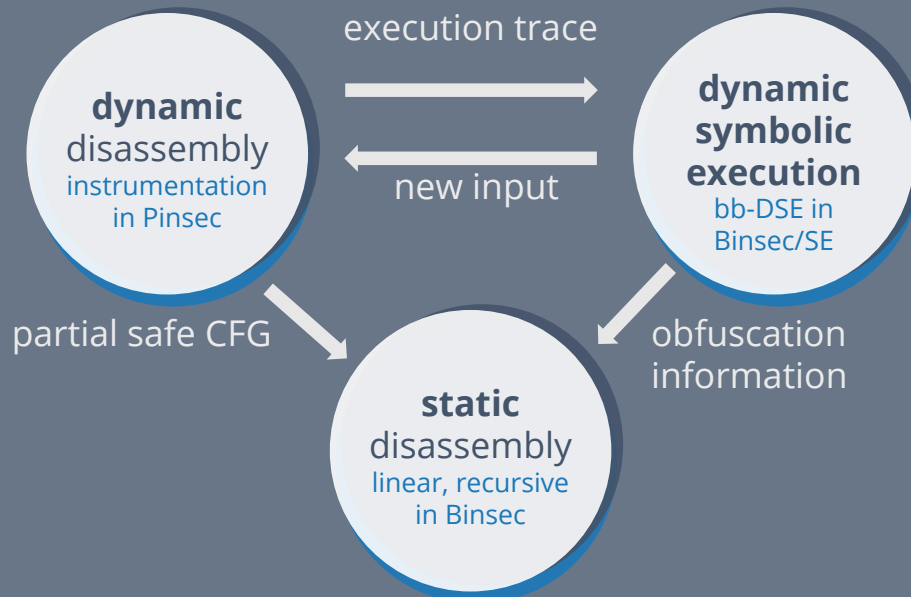 execution trace
dynamic
disassembly
instrumentation
in Pinsec
new input
dynamic
symbolic
execution
bb-DSE in
Binsec/SE
partial safe CFG
obfuscation
information
static
disassembly
linear, recursive
in Binsec